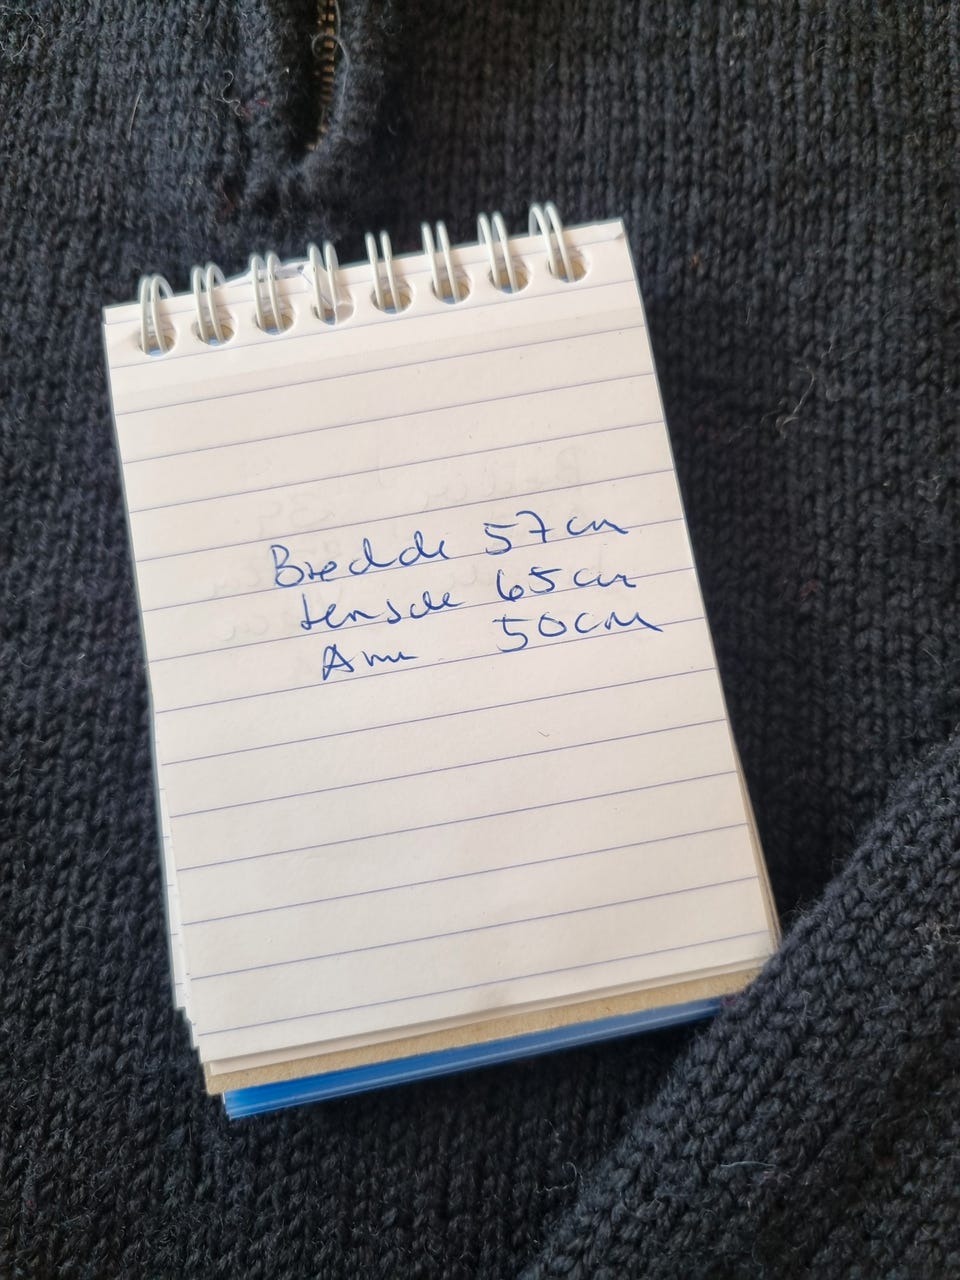 Bredde 57cm
Lengde 65cm
Arm 50cm